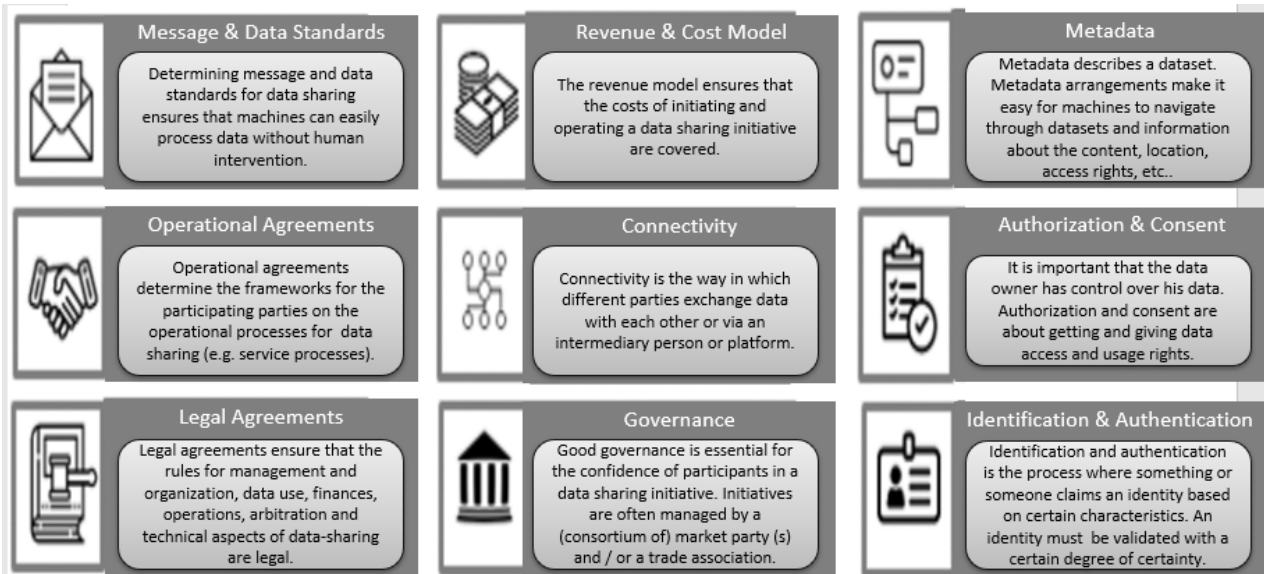 Message & Data Standards
Determining message and data
standards for data sharing
ensures that machines can easily
process data without human
intervention.
Revenue & Cost Model
The revenue model ensures that
the costs of initiating and
operating a data sharing initiative
are covered.
Metadata
Metadata describes a dataset.
Metadata arrangements make it
easy for machines to navigate
through datasets and information
about the content, location,
access rights, etc..
Operational Agreements
Operational agreements
determine the frameworks for the
participating parties on the
operational processes for data
sharing (e.g. service processes).
Connectivity
Connectivity is the way in which
different parties exchange data
with each other or via an
intermediary person or platform.
Authorization & Consent
It is important that the data
owner has control over his data.
Authorization and consent are
about getting and giving data
access and usage rights.
Legal Agreements
Legal agreements ensure that the
rules for management and
organization, data use, finances,
operations, arbitration and
technical aspects of data-sharing
are legal.
Governance
Good governance is essential for
the confidence of participants in a
data sharing initiative. Initiatives
are often managed by a
(consortium of) market party (s)
and / or a trade association.
Identification & Authentication
Identification and authentication
is the process where something or
someone claims an identity based
on certain characteristics. An
identity must be validated with a
certain degree of certainty.